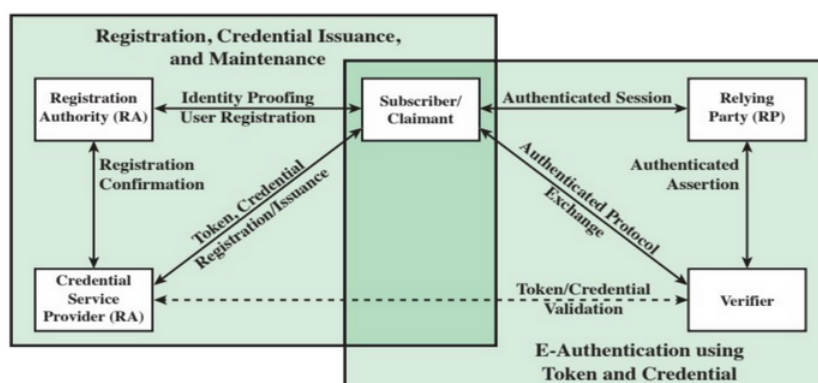 Registration, Credential Issuance,
and Maintenance
Registration
Authority (RA)
Identity Proofing
User Registration
Subscriber/
Claimant
Authenticated Session
Relying
Party (RP)
Registration
Confirmation
Token, Credential
Registration/Issuance
Authenticated Protocol
Exchange
Authenticated
Assertion
Credential
Service
Provider (RA)
Token/Credential
Validation
Verifier
E-Authentication using
Token and Credential